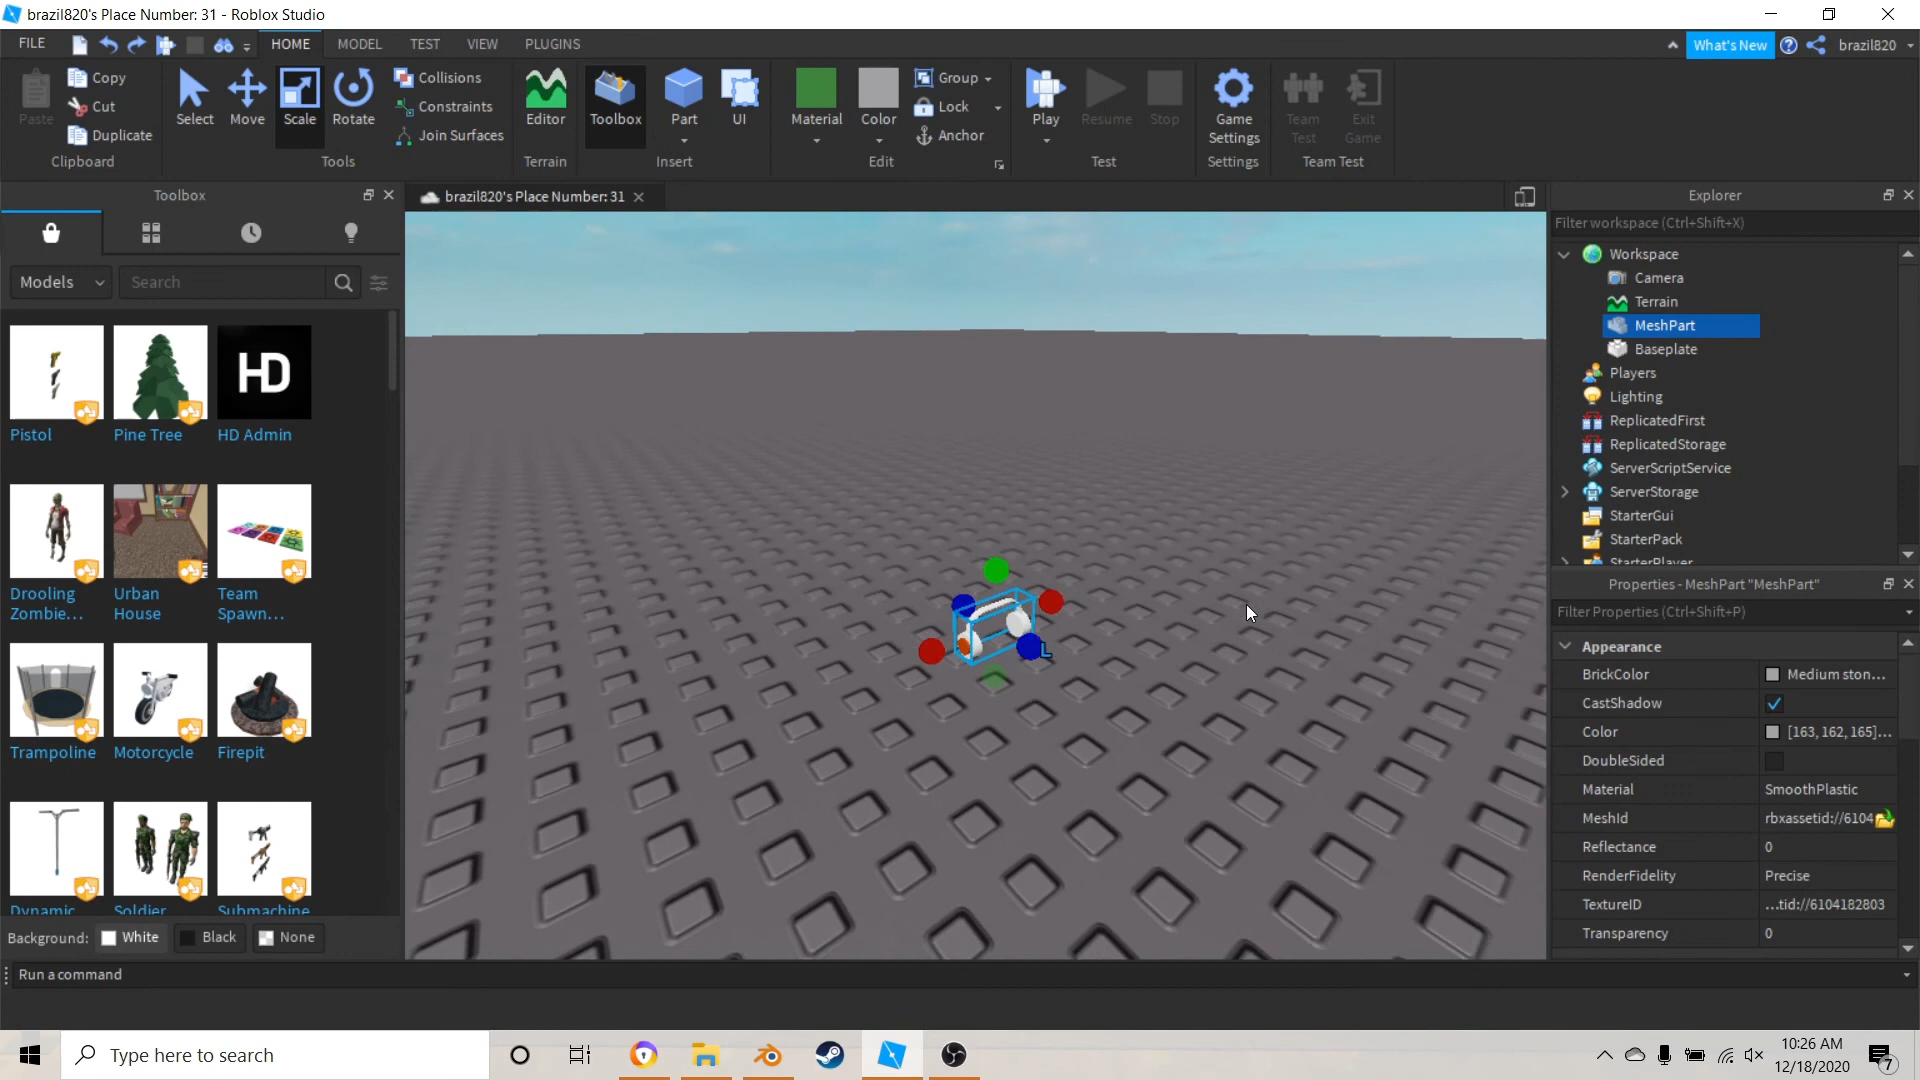 brazil820's Place Number: 31 - Roblox Studio
FILE HOME MODEL TEST VIEW PLUGINS What's New brazil820
Paste Copy Cut Duplicate
Clipboard
Select Move Scale Rotate Collisions Constraints Join Surfaces
Tools
Editor
Terrain
Toolbox Part UI
Insert
Material Color Group Lock Anchor
Edit
Play Resume Stop
Test
Game Settings
Settings
Team Test Exit Game
Team Test
Toolbox
brazil820's Place Number: 31
Models Search
Pistol Pine Tree HD Admin
HD
Drooling Urban Team
Zombie... House Spawn...
Trampoline Motorcycle Firepit
Dynamic Soldier Submachine
Background: White Black None
L
Explorer
Filter workspace (Ctrl+Shift+X)
Workspace
Camera
Terrain
MeshPart
Baseplate
Players
Lighting
ReplicatedFirst
ReplicatedStorage
ServerScriptService
ServerStorage
StarterGui
StarterPack
StarterPlayer
Properties - MeshPart "MeshPart"
Filter Properties (Ctrl+Shift+P)
Appearance
BrickColor Medium ston...
CastShadow
Color [163, 162, 165]...
DoubleSided
Material SmoothPlastic
MeshId rbxassetid://6104
Reflectance 0
RenderFidelity Precise
TextureID ...tid://6104182803
Transparency 0
Run a command
Type here to search
10:26 AM
12/18/2020
7